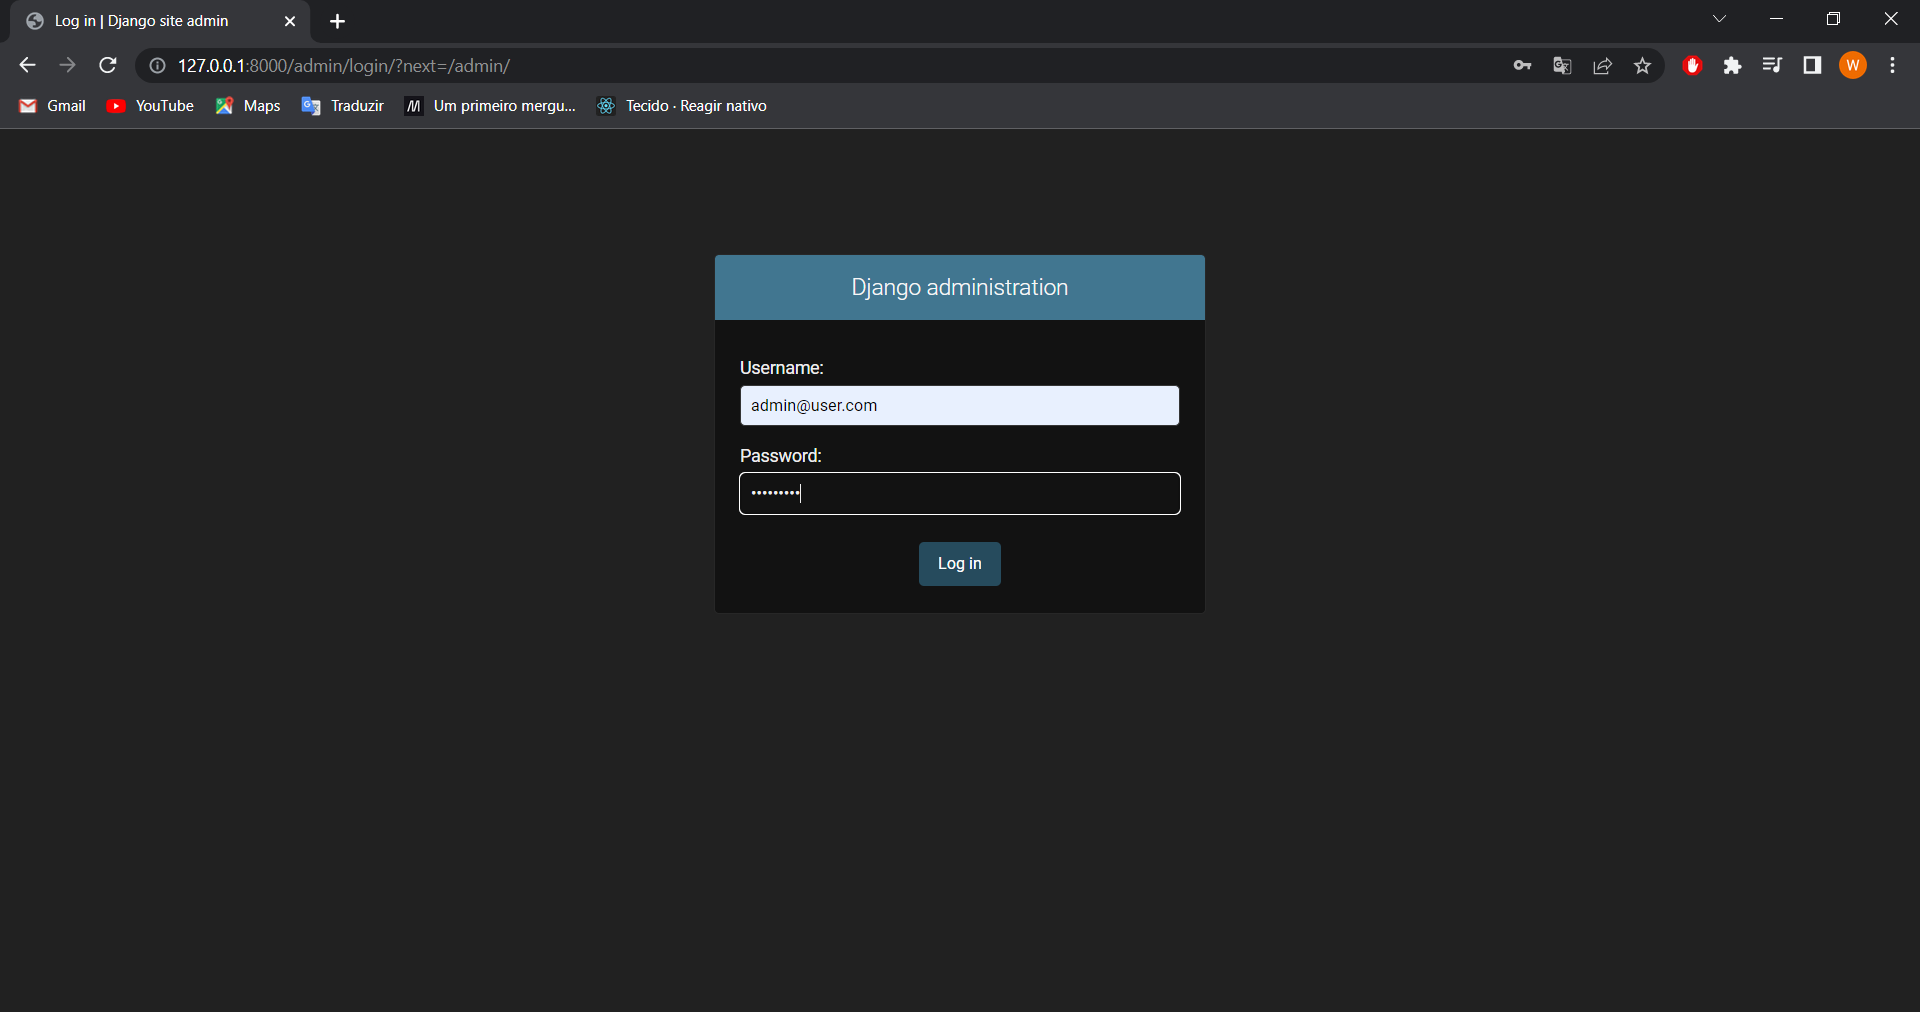 Log in | Django site admin
127.0.0.1:8000/admin/login/?next=/admin/
W
Gmail YouTube Maps Traduzir Um primeiro mergu... Tecido · Reagir nativo
Django administration
Username:
admin@user.com
Password:
•••••••••
Log in